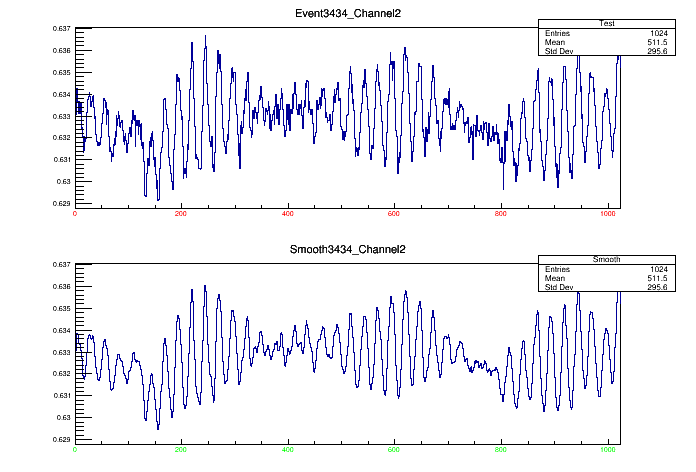 Event3434_Channel2
Test
Entries 1024
Mean 511.5
Std Dev 295.6
0.637
0.636
0.635
0.634
0.633
0.632
0.631
0.63
0.629
0 200 400 600 800 1000
Smooth3434_Channel2
Smooth
Entries 1024
Mean 511.5
Std Dev 295.6
0.637
0.636
0.635
0.634
0.633
0.632
0.631
0.63
0.629
0 200 400 600 800 1000